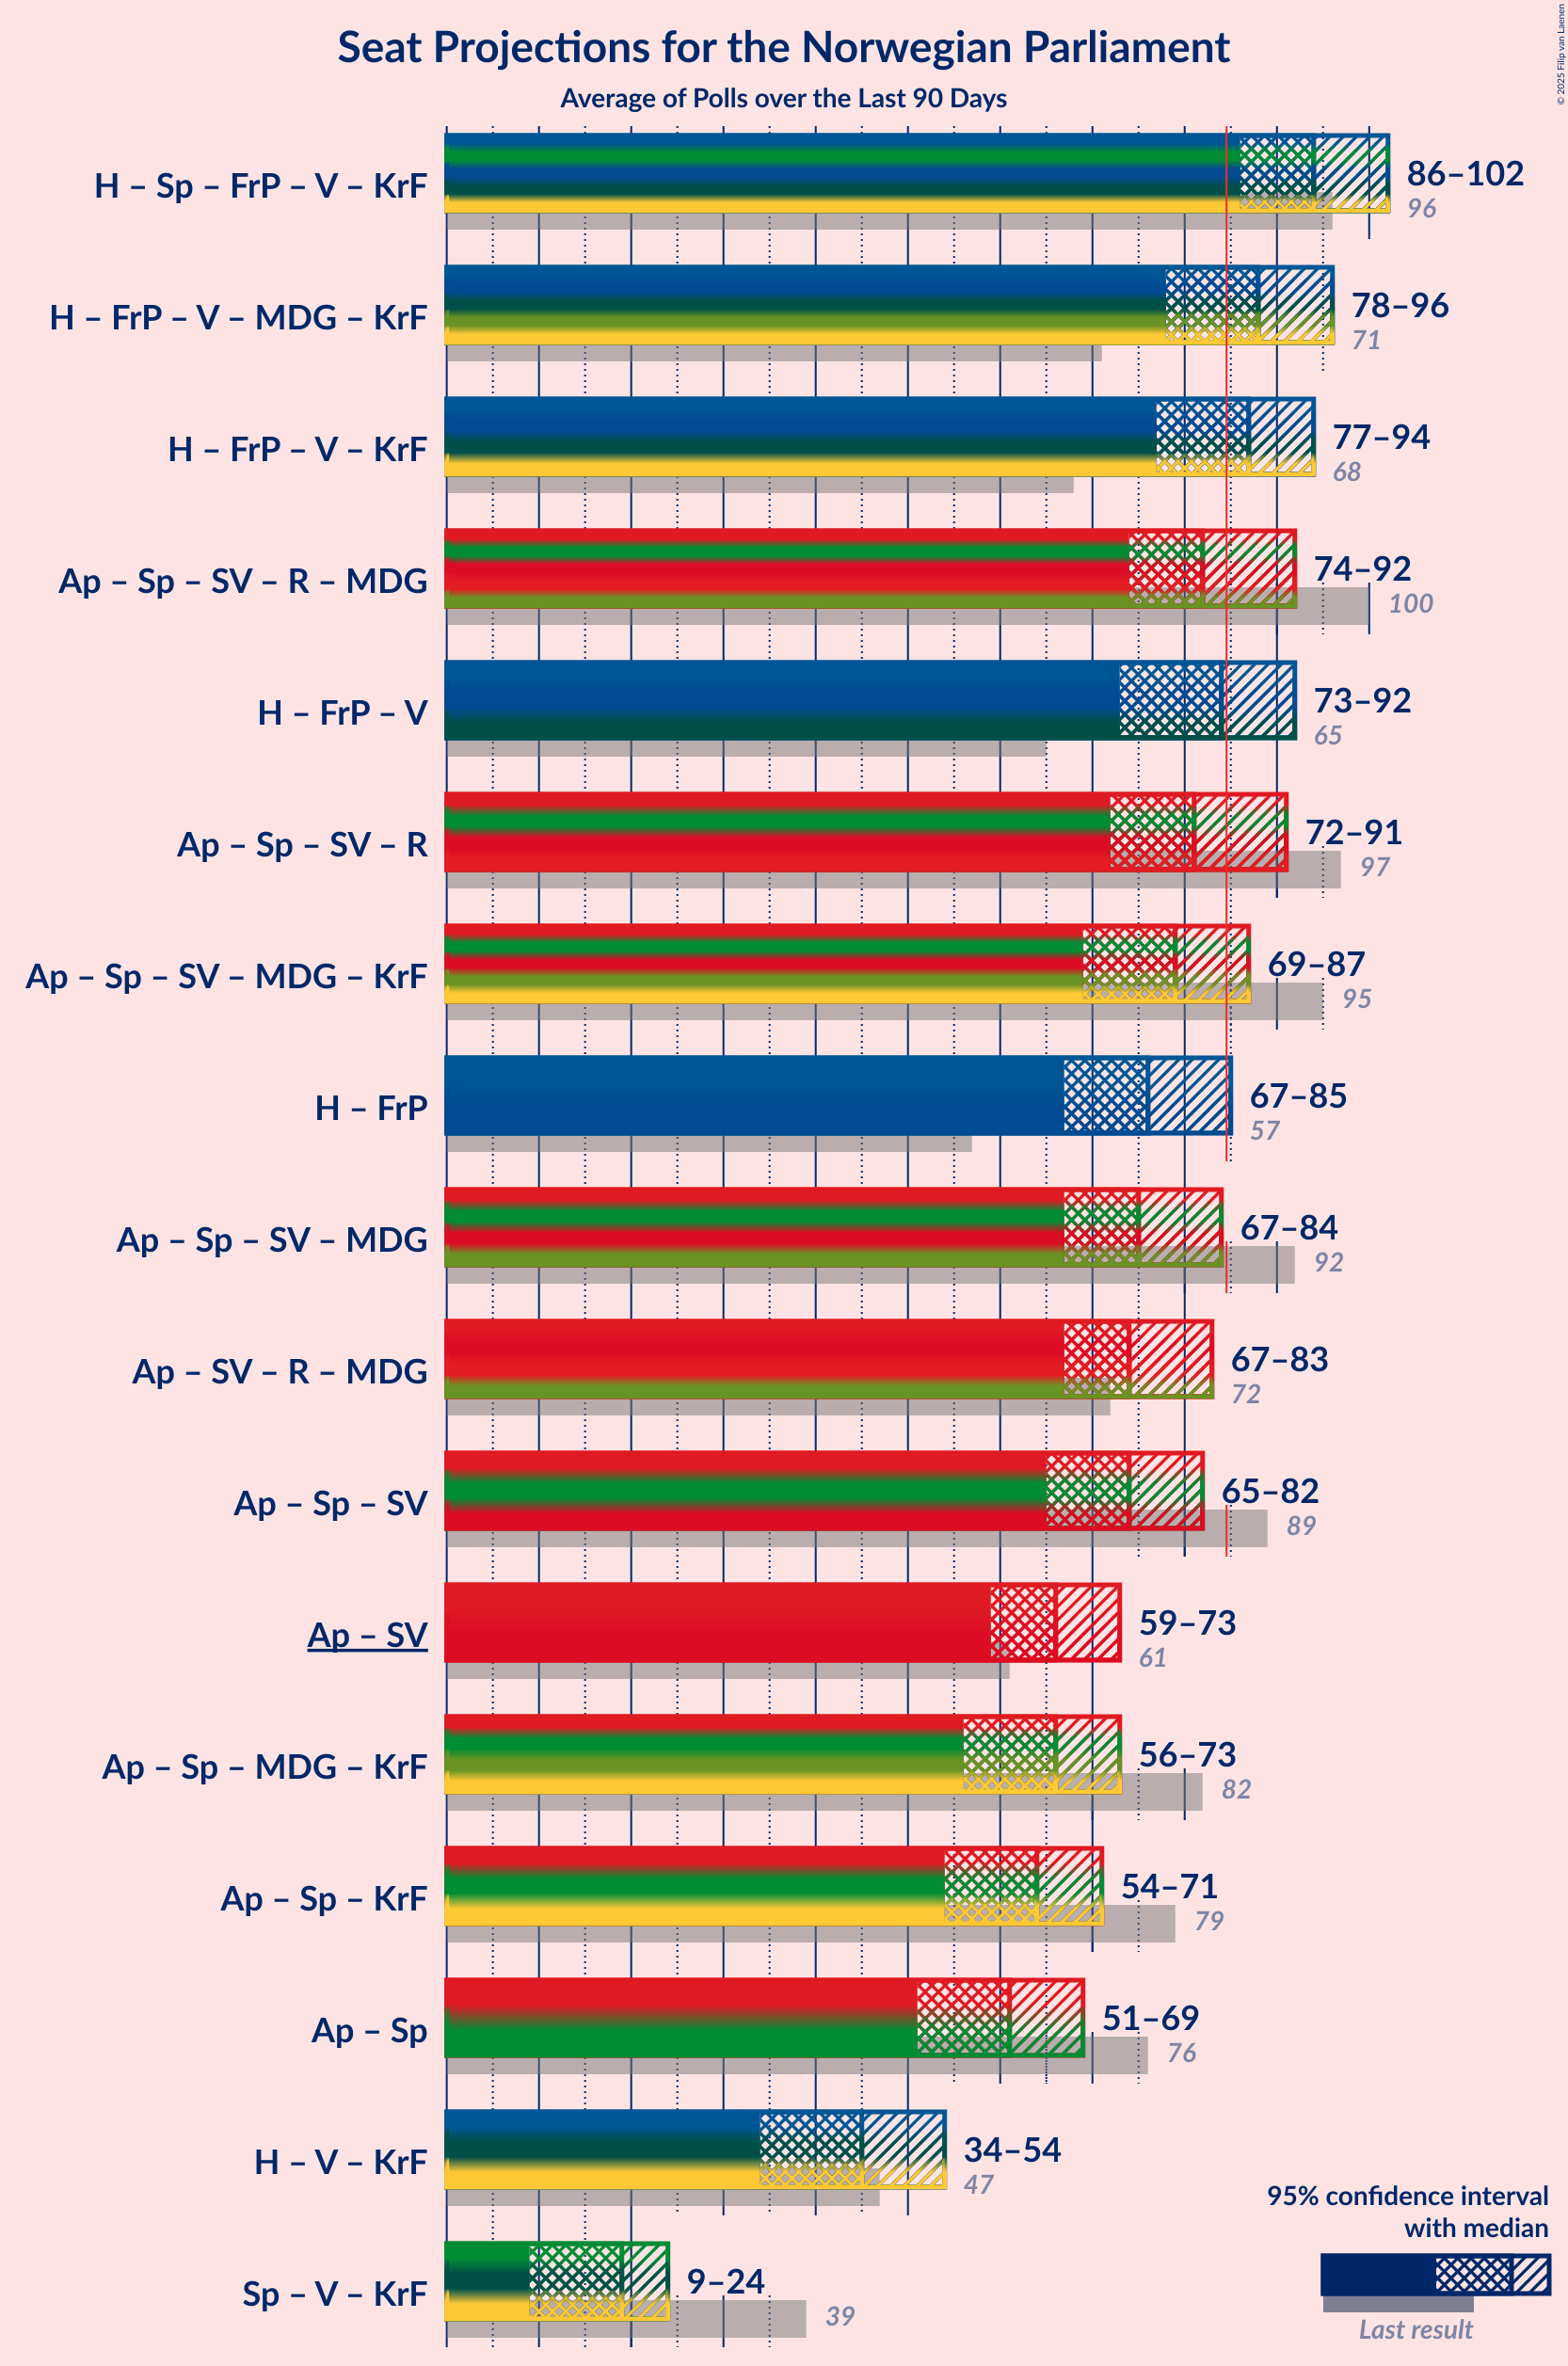 Seat Projections for the Norwegian Parliament
Average of Polls over the Last 90 Days
© 2025 Filip van Laenen
H – Sp – FrP – V – KrF
86–102
96
H – FrP – V – MDG – KrF
78–96
71
H – FrP – V – KrF
77–94
68
Ap – Sp – SV – R – MDG
74–92
100
H – FrP – V
73–92
65
Ap – Sp – SV – R
72–91
97
Ap – Sp – SV – MDG – KrF
69–87
95
H – FrP
67–85
57
Ap – Sp – SV – MDG
67–84
92
Ap – SV – R – MDG
67–83
72
Ap – Sp – SV
65–82
89
Ap – SV
59–73
61
Ap – Sp – MDG – KrF
56–73
82
Ap – Sp – KrF
54–71
79
Ap – Sp
51–69
76
H – V – KrF
34–54
47
Sp – V – KrF
9–24
39
95% confidence interval
with median
Last result